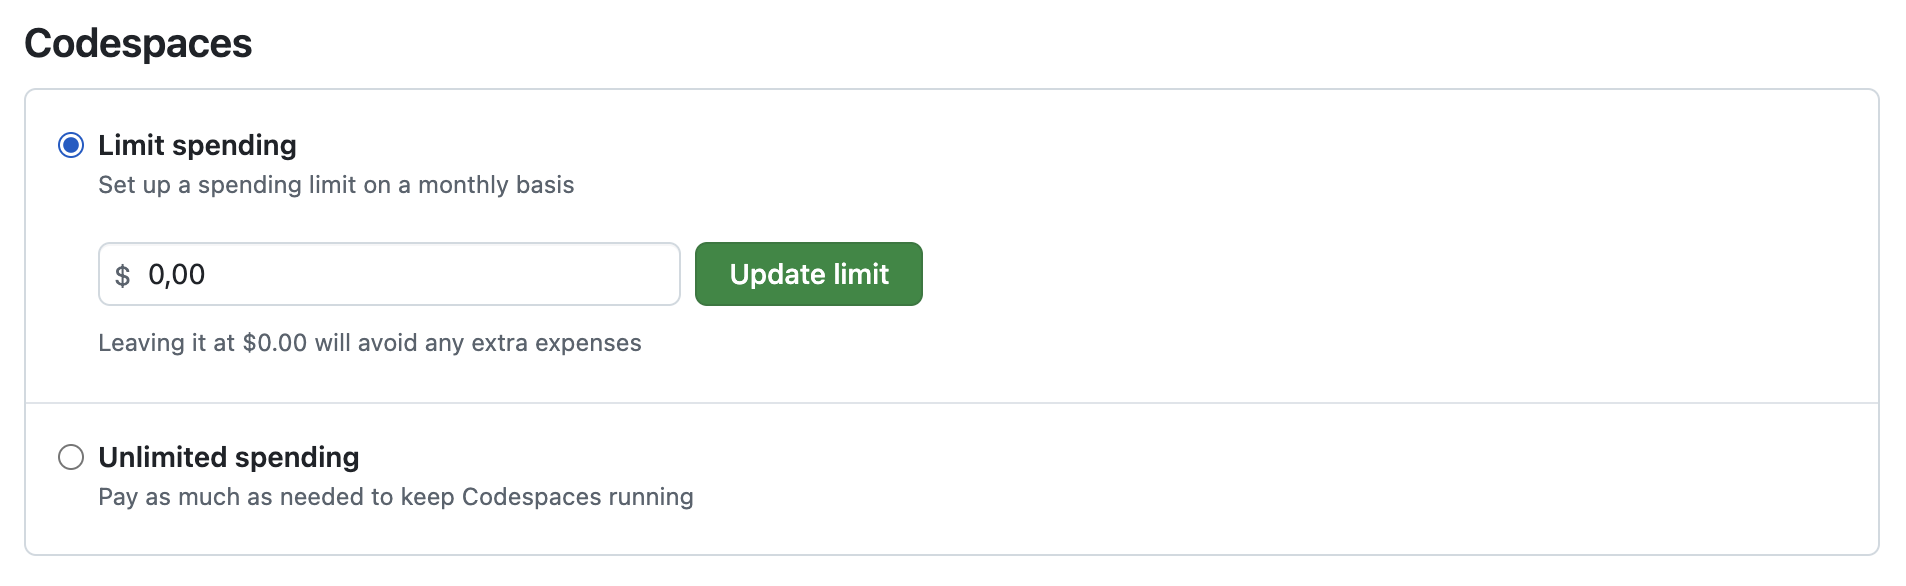 Codespaces
Limit spending
Set up a spending limit on a monthly basis
$ 0,00
Update limit
Leaving it at $0.00 will avoid any extra expenses
Unlimited spending
Pay as much as needed to keep Codespaces running